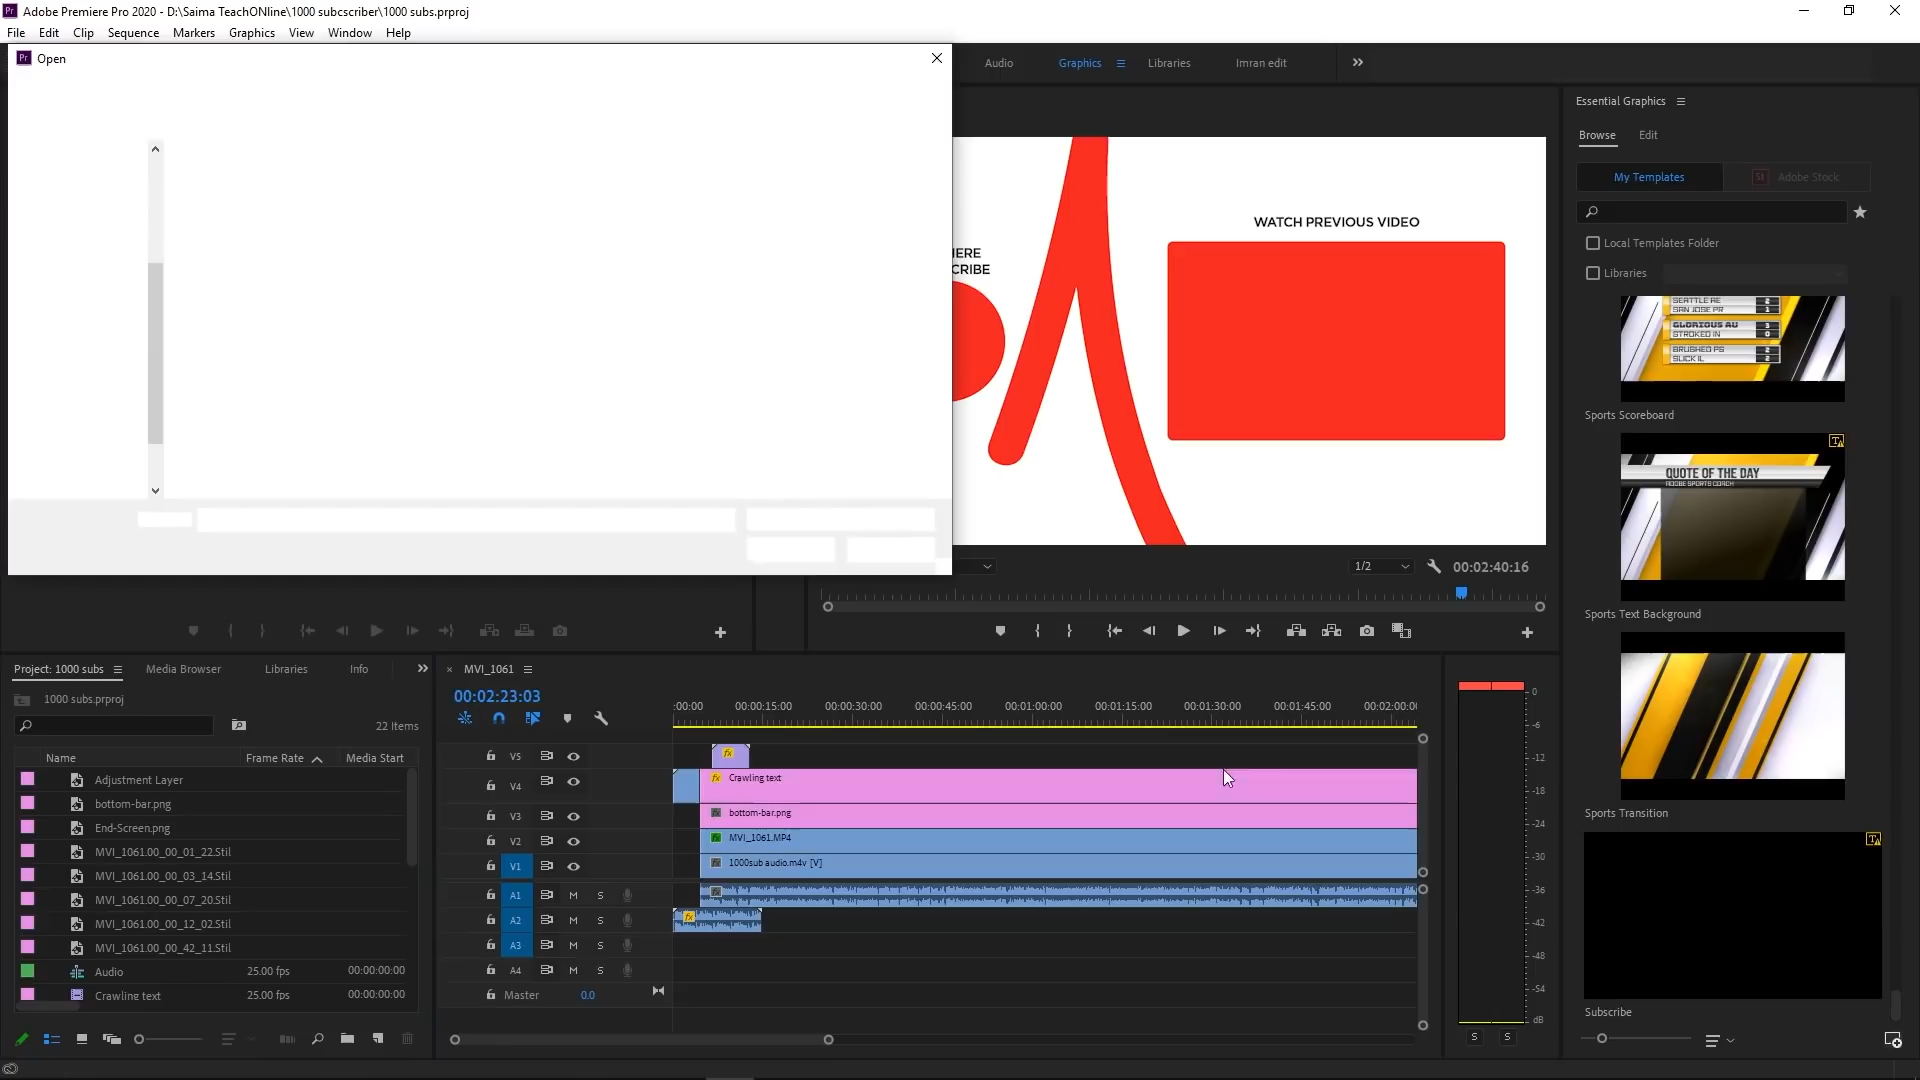 Adobe Premiere Pro 2020 - D:\Saima TeachONline\1000 subcscriber\1000 subs.prproj
File Edit Clip Sequence Markers Graphics View Window Help
Open
Audio Graphics Libraries Imran edit
Essential Graphics
Browse Edit
My Templates St Adobe Stock
Local Templates Folder
Libraries
SEATTLE AE 2
SAN JOSE PR 1
GLORIOUS AU 3
STROKED IN 0
BRUSHED PS 2
SLICK IL 2
Sports Scoreboard
QUOTE OF THE DAY
ADOBE SPORTS COACH
Sports Text Background
Sports Transition
Subscribe
WATCH PREVIOUS VIDEO
HERE
CRIBE
1/2 00:02:40:16
Project: 1000 subs Media Browser Libraries Info
1000 subs.prproj
22 Items
Name Frame Rate Media Start
Adjustment Layer
bottom-bar.png
End-Screen.png
MVI_1061.00_00_01_22.Stil
MVI_1061.00_00_03_14.Stil
MVI_1061.00_00_07_20.Stil
MVI_1061.00_00_12_02.Stil
MVI_1061.00_00_42_11.Stil
Audio 25.00 fps 00:00:00:00
Crawling text 25.00 fps 00:00:00:00
MVI_1061
00:02:23:03
:00:00 00:00:15:00 00:00:30:00 00:00:45:00 00:01:00:00 00:01:15:00 00:01:30:00 00:01:45:00 00:02:00:0
V5 fx
V4 fx Crawling text
V3 fx bottom-bar.png
V2 fx MVI_1061.MP4
V1 fx 1000sub audio.m4v [V]
A1 M S
A2 M S fx
A3 M S
A4 M S
Master 0.0
0
-6
-12
-18
-24
-30
-36
-42
-48
-54
dB
S S